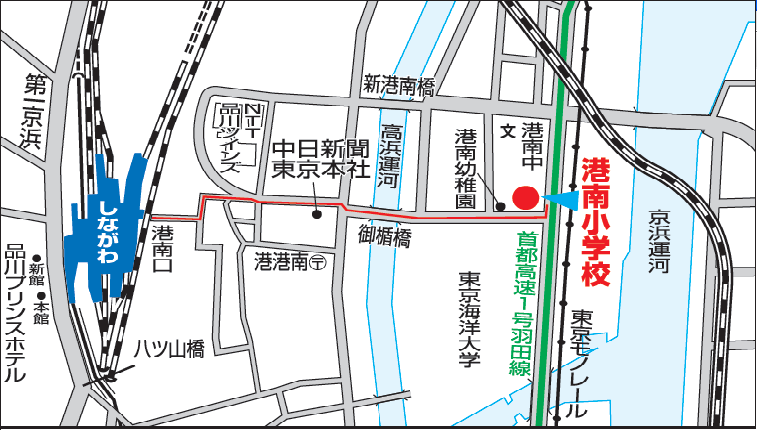 新港南橋
第一京浜
NTT
品川ツインズ
中日新聞
東京本社
高浜運河
港南幼稚園
文
港南中
港南小学校
しながわ
港南口
御楯橋
港港南〒
京浜運河
首都高速1号羽田線
東京海洋大学
東京モノレール
新館
本館
品川プリンスホテル
八ツ山橋